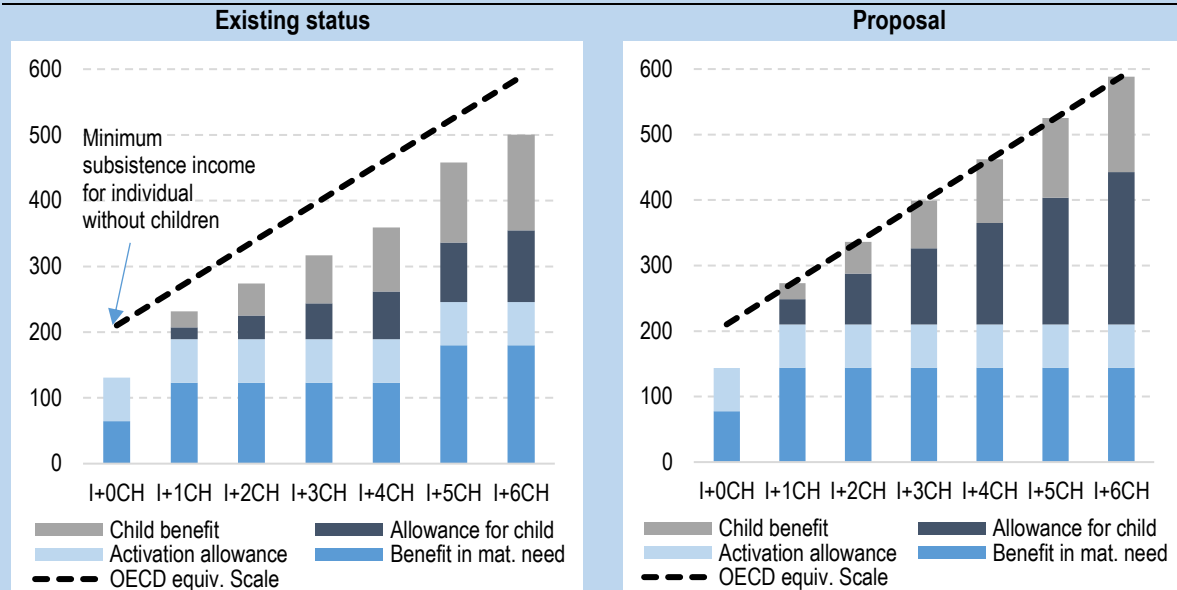 Existing status
600
500
400
300
200
100
0
Minimum
subsistence income
for individual
without children
I+0CH I+1CH I+2CH I+3CH I+4CH I+5CH I+6CH
Child benefit Allowance for child
Activation allowance Benefit in mat. need
OECD equiv. Scale
Proposal
600
500
400
300
200
100
0
I+0CH I+1CH I+2CH I+3CH I+4CH I+5CH I+6CH
Child benefit Allowance for child
Activation allowance Benefit in mat. need
OECD equiv. Scale